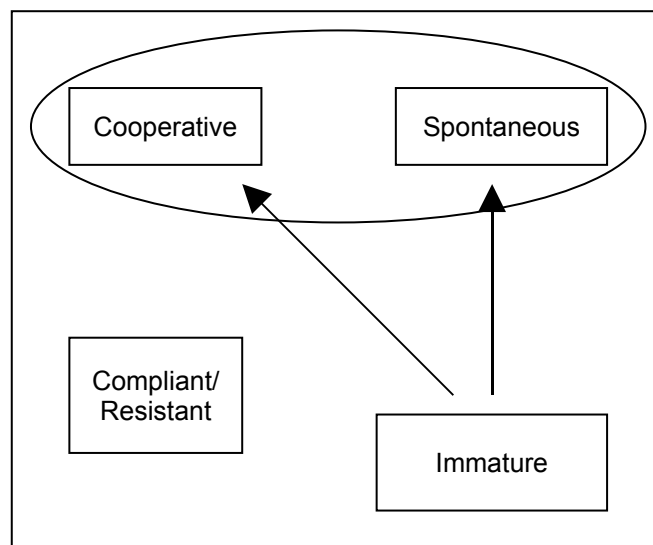 Cooperative
Spontaneous
Compliant/
Resistant
Immature